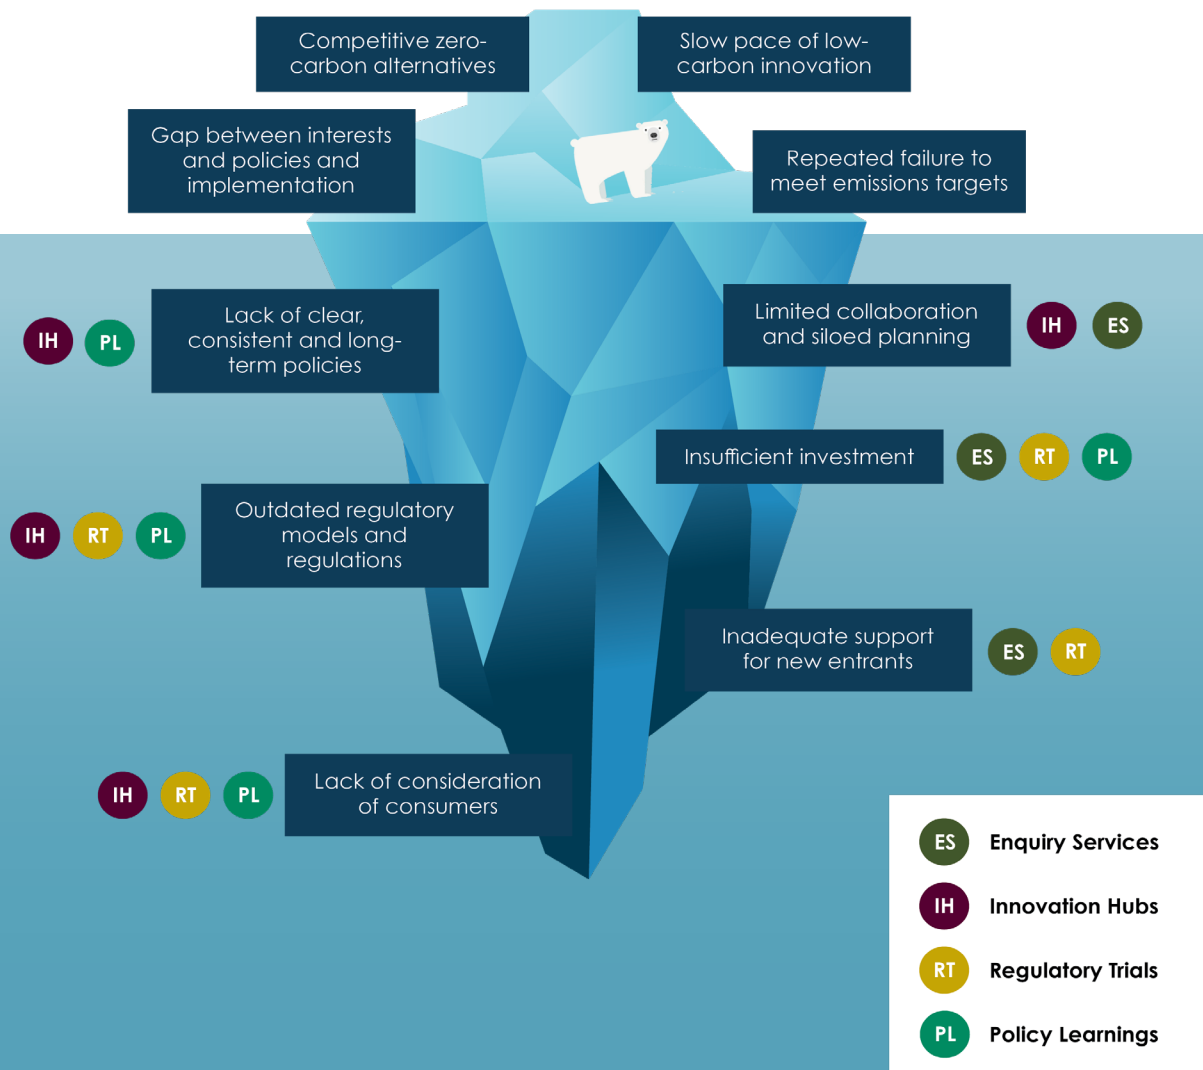 Competitive zero-
carbon alternatives
Slow pace of low-
carbon innovation
Gap between interests
and policies and
implementation
Repeated failure to
meet emissions targets
IH
PL
Lack of clear,
consistent and long-
term policies
Limited collaboration
and siloed planning
IH
ES
Insufficient investment
ES
RT
PL
IH
RT
PL
Outdated regulatory
models and
regulations
Inadequate support
for new entrants
ES
RT
IH
RT
PL
Lack of consideration
of consumers
ES Enquiry Services
IH Innovation Hubs
RT Regulatory Trials
PL Policy Learnings